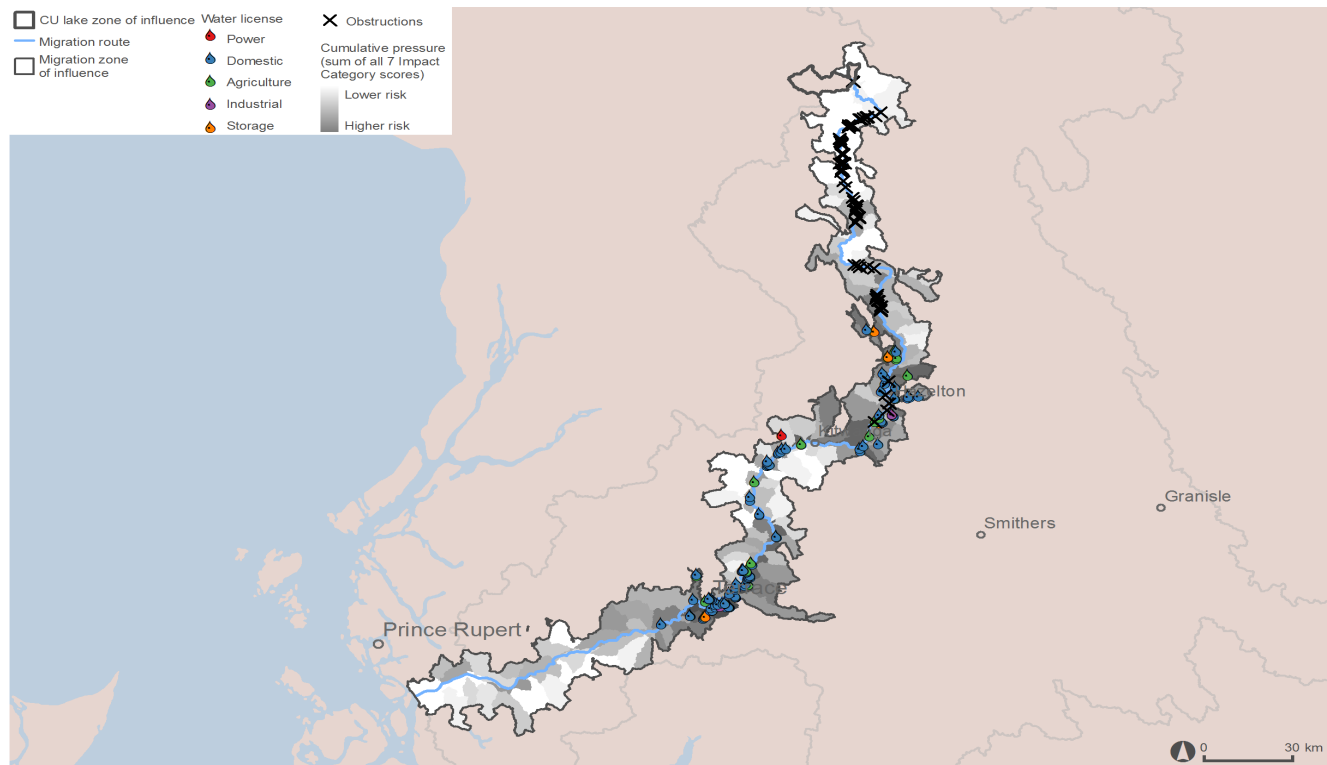 CU lake zone of influence
Migration route
Migration zone
of influence
Water license
Power
Domestic
Agriculture
Industrial
Storage
Obstructions
Cumulative pressure
(sum of all 7 Impact
Category scores)
Lower risk
Higher risk
Granisle
Smithers
Terrace
Prince Rupert
0 30 km